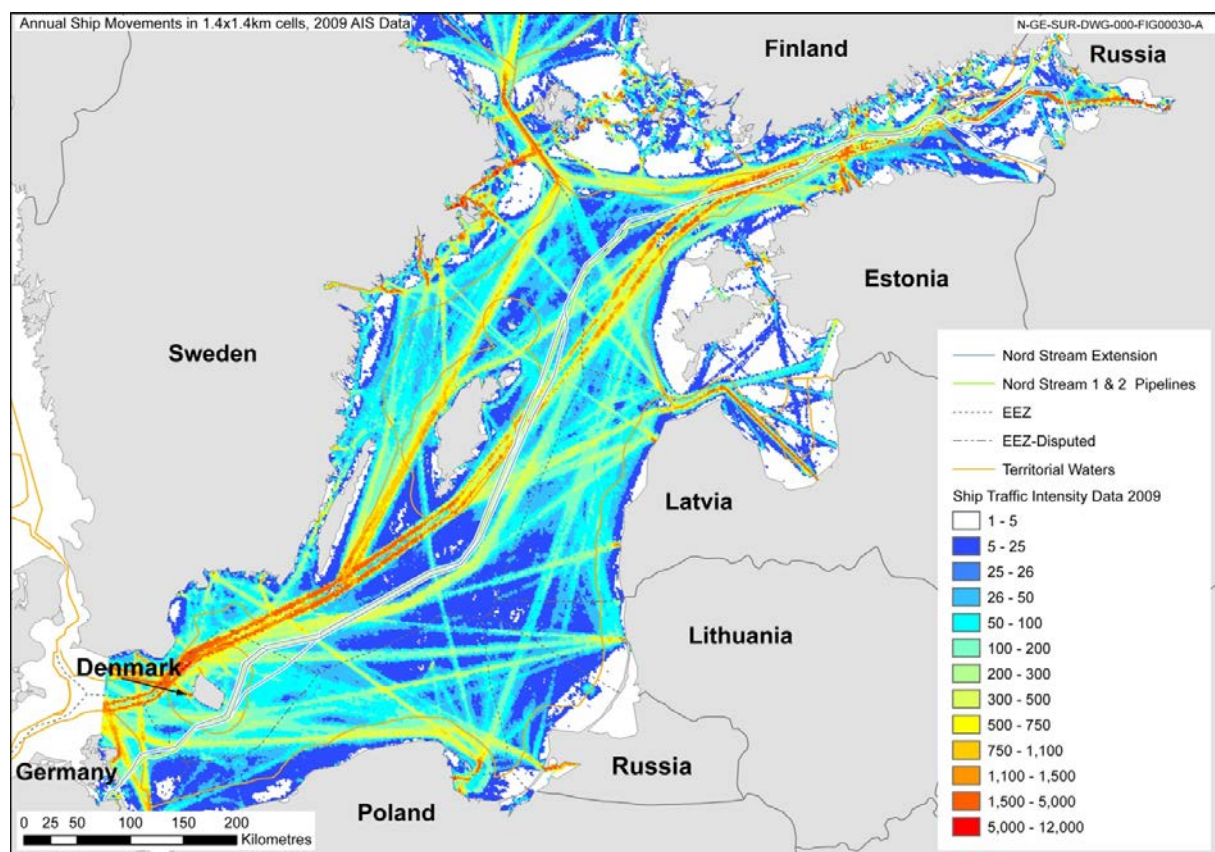 Annual Ship Movements in 1.4x1.4km cells, 2009 AIS Data
N-GE-SUR-DWG-000-FIG00030-A
Finland
Russia
Estonia
Sweden
Latvia
Lithuania
Denmark
Germany
Russia
Poland
0 25 50 100 150 200
Kilometres
Nord Stream Extension
Nord Stream 1 & 2 Pipelines
EEZ
EEZ-Disputed
Territorial Waters
Ship Traffic Intensity Data 2009
1 - 5
5 - 25
25 - 26
26 - 50
50 - 100
100 - 200
200 - 300
300 - 500
500 - 750
750 - 1,100
1,100 - 1,500
1,500 - 5,000
5,000 - 12,000